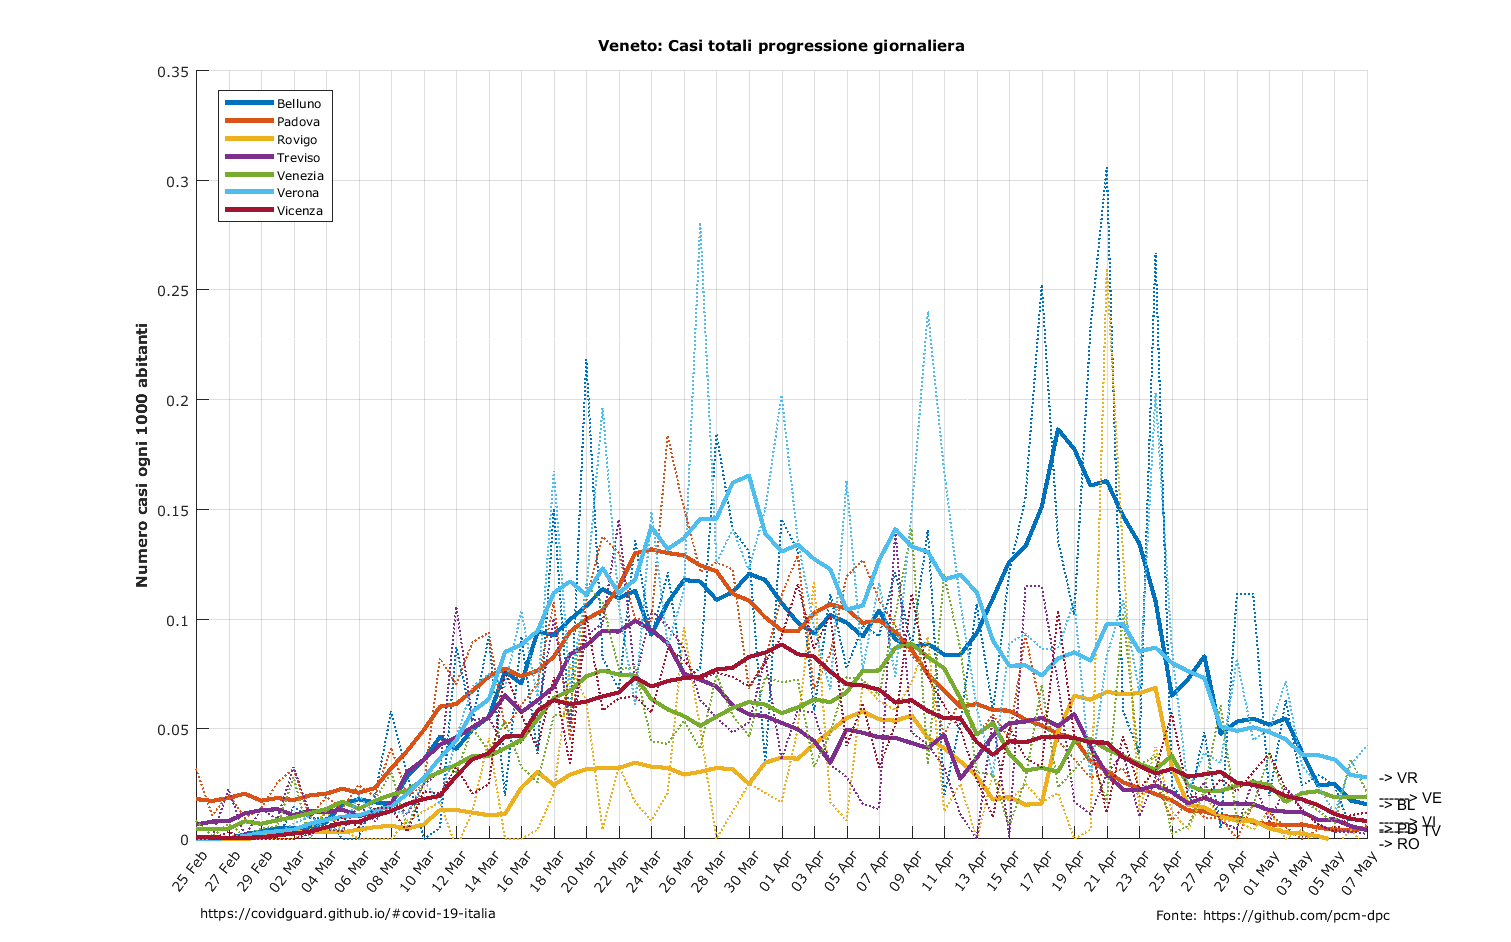 Veneto: Casi totali progressione giornaliera
Numero casi ogni 1000 abitanti
0.35
0.3
0.25
0.2
0.15
0.1
0.05
0
Belluno
Padova
Rovigo
Treviso
Venezia
Verona
Vicenza
-> VR
-----> VE
-> BL
-----> VI
-> PD
-----> TV
-> RO
25 Feb
27 Feb
29 Feb
02 Mar
04 Mar
06 Mar
08 Mar
10 Mar
12 Mar
14 Mar
16 Mar
18 Mar
20 Mar
22 Mar
24 Mar
26 Mar
28 Mar
30 Mar
01 Apr
03 Apr
05 Apr
07 Apr
09 Apr
11 Apr
13 Apr
15 Apr
17 Apr
19 Apr
21 Apr
23 Apr
25 Apr
27 Apr
29 Apr
01 May
03 May
05 May
07 May
https://covidguard.github.io/#covid-19-italia
Fonte: https://github.com/pcm-dpc